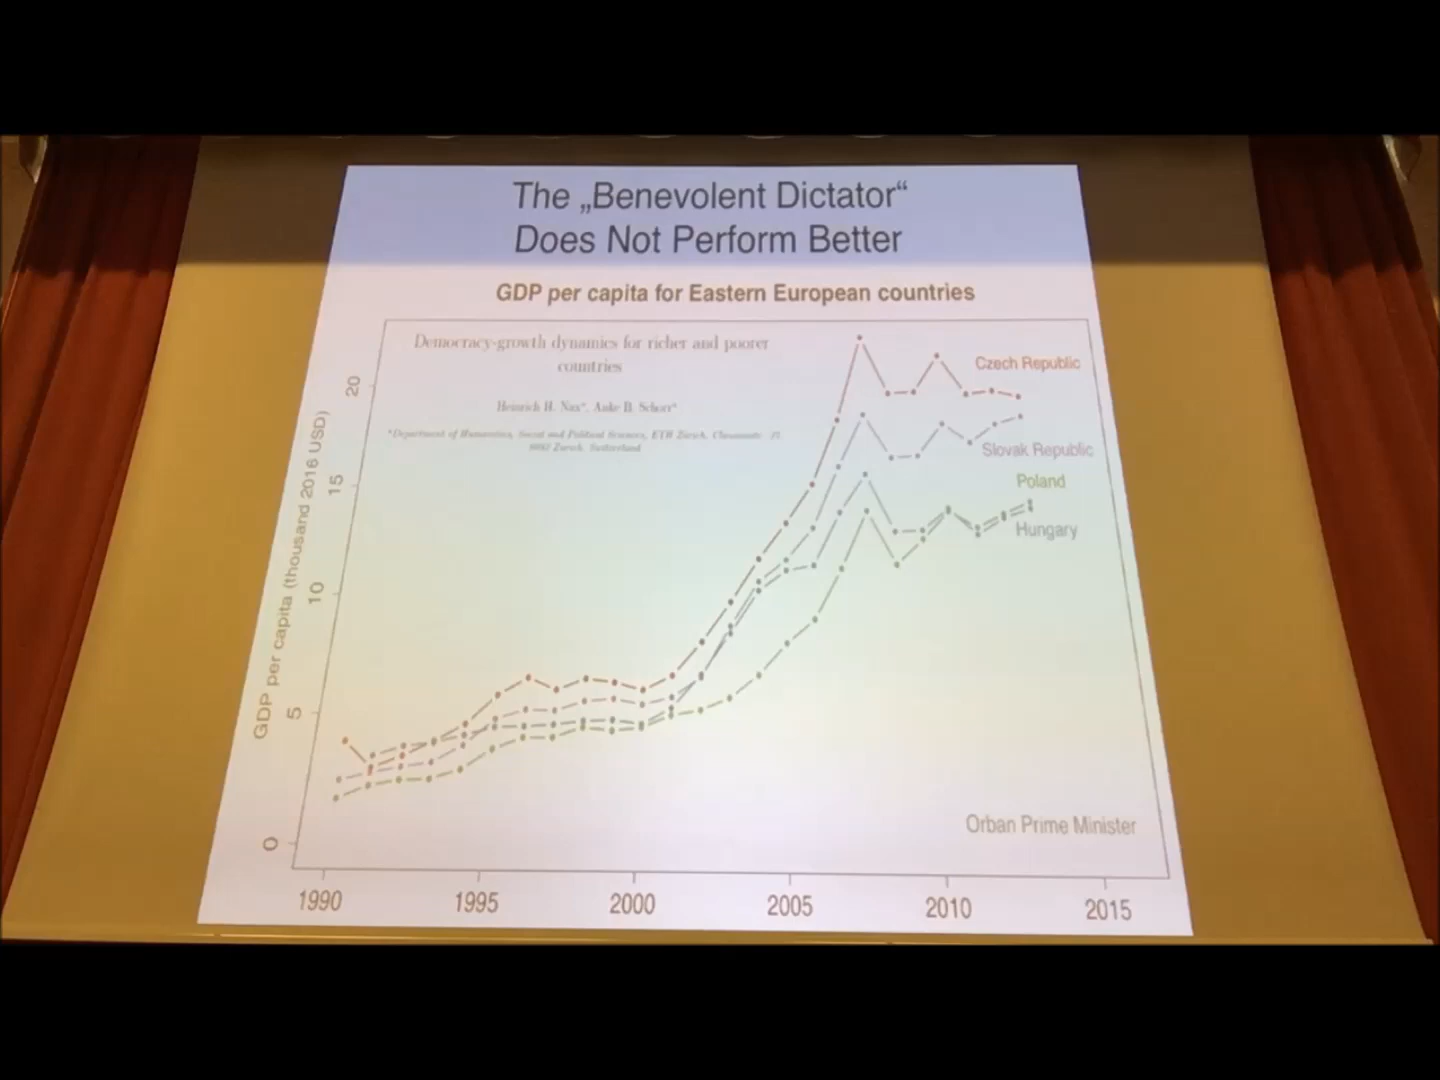 The „Benevolent Dictator“
Does Not Perform Better
GDP per capita for Eastern European countries
Democracy-growth dynamics for richer and poorer
countries
Heinrich H. Nax*, Anke B. Schorr*
*Department of Humanities, Social and Political Sciences, ETH Zürich,
8092 Zurich, Switzerland
GDP per capita (thousand 2016 USD)
20
15
10
5
0
Czech Republic
Slovak Republic
Poland
Hungary
Orban Prime Minister
1990 1995 2000 2005 2010 2015